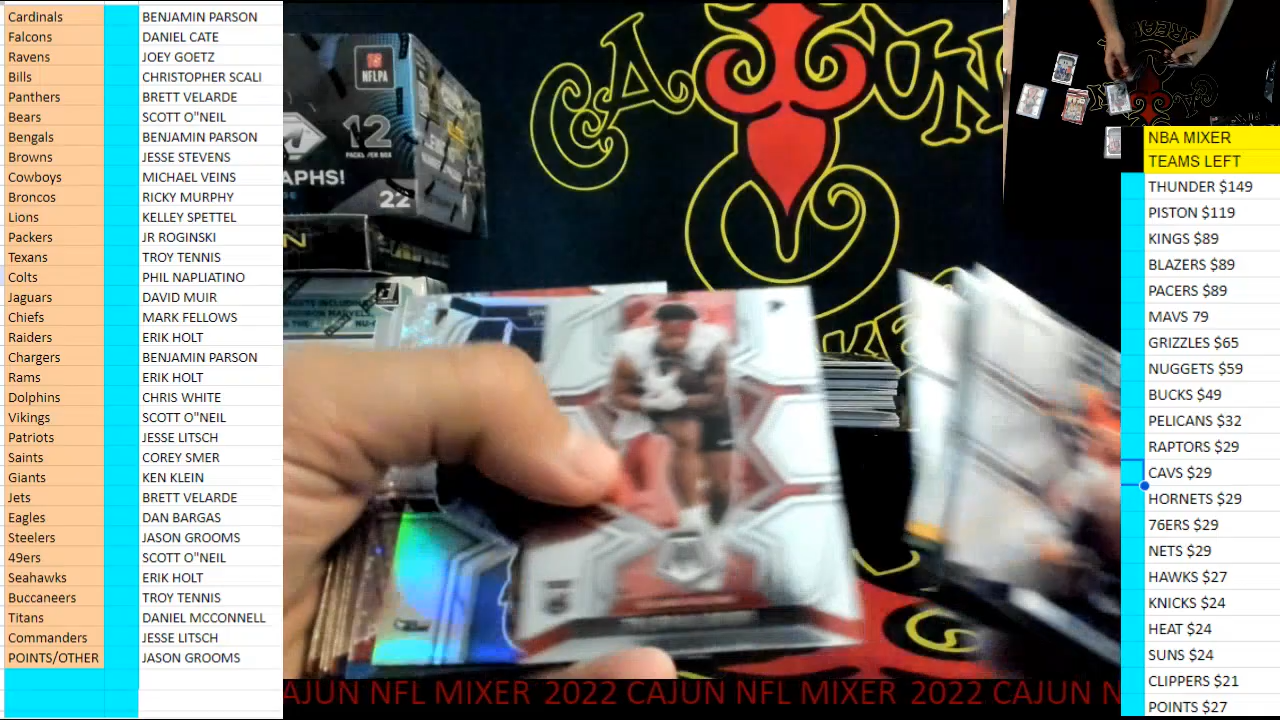 Cardinals BENJAMIN PARSON
Falcons DANIEL CATE
Ravens JOEY GOETZ
Bills CHRISTOPHER SCALI
Panthers BRETT VELARDE
Bears SCOTT O"NEIL
Bengals BENJAMIN PARSON
Browns JESSE STEVENS
Cowboys MICHAEL VEINS
Broncos RICKY MURPHY
Lions KELLEY SPETTEL
Packers JR ROGINSKI
Texans TROY TENNIS
Colts PHIL NAPLIATINO
Jaguars DAVID MUIR
Chiefs MARK FELLOWS
Raiders ERIK HOLT
Chargers BENJAMIN PARSON
Rams ERIK HOLT
Dolphins CHRIS WHITE
Vikings SCOTT O"NEIL
Patriots JESSE LITSCH
Saints COREY SMER
Giants KEN KLEIN
Jets BRETT VELARDE
Eagles DAN BARGAS
Steelers JASON GROOMS
49ers SCOTT O"NEIL
Seahawks ERIK HOLT
Buccaneers TROY TENNIS
Titans DANIEL MCCONNELL
Commanders JESSE LITSCH
POINTS/OTHER JASON GROOMS
NFLPA
12
PACKS PER BOX
APHS!
22
CAJUN
AJUN NFL MIXER 2022 CAJUN NFL MIXER 2022 CAJUN N
NBA MIXER
TEAMS LEFT
THUNDER $149
PISTON $119
KINGS $89
BLAZERS $89
PACERS $89
MAVS 79
GRIZZLES $65
NUGGETS $59
BUCKS $49
PELICANS $32
RAPTORS $29
CAVS $29
HORNETS $29
76ERS $29
NETS $29
HAWKS $27
KNICKS $24
HEAT $24
SUNS $24
CLIPPERS $21
POINTS $27